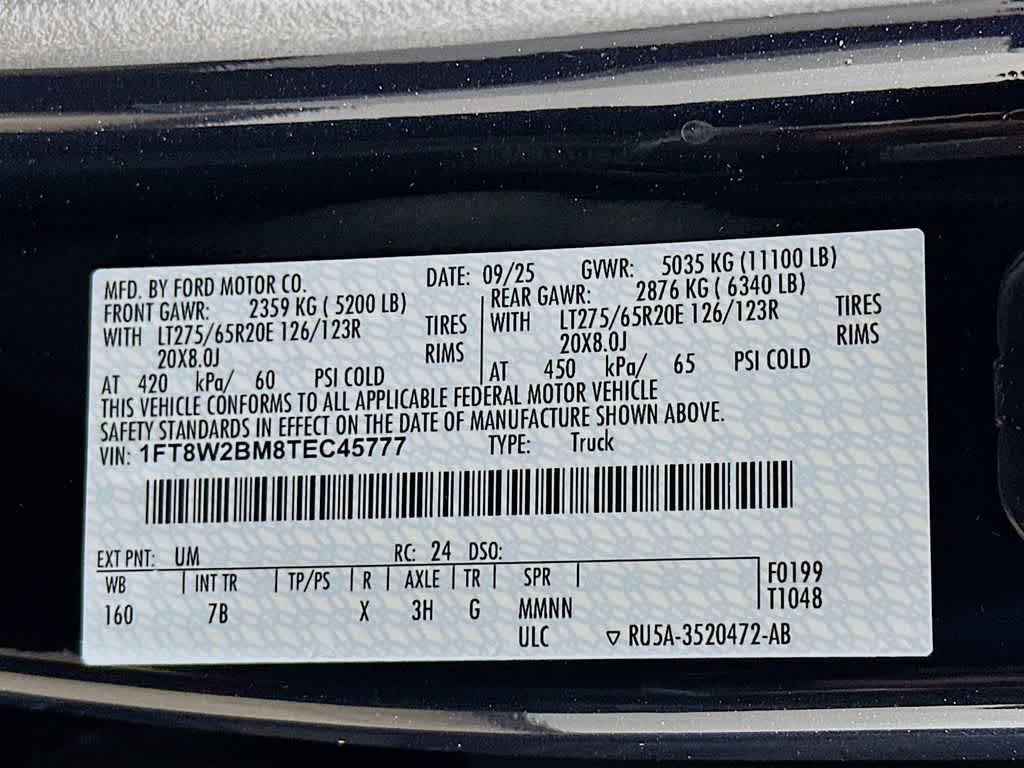 MFD. BY FORD MOTOR CO. DATE: 09/25 GVWR: 5035 KG (11100 LB)
FRONT GAWR: 2359 KG ( 5200 LB) REAR GAWR: 2876 KG ( 6340 LB)
WITH LT275/65R20E 126/123R TIRES WITH LT275/65R20E 126/123R TIRES
20X8.0J RIMS 20X8.0J RIMS
AT 420 kPa/ 60 PSI COLD AT 450 kPa/ 65 PSI COLD
THIS VEHICLE CONFORMS TO ALL APPLICABLE FEDERAL MOTOR VEHICLE
SAFETY STANDARDS IN EFFECT ON THE DATE OF MANUFACTURE SHOWN ABOVE.
VIN: 1FT8W2BM8TEC45777 TYPE: Truck
EXT PNT: UM RC: 24 DSO:
WB INT TR TP/PS R AXLE TR SPR F0199
160 7B X 3H G MMNN T1048
ULC ▽ RU5A-3520472-AB